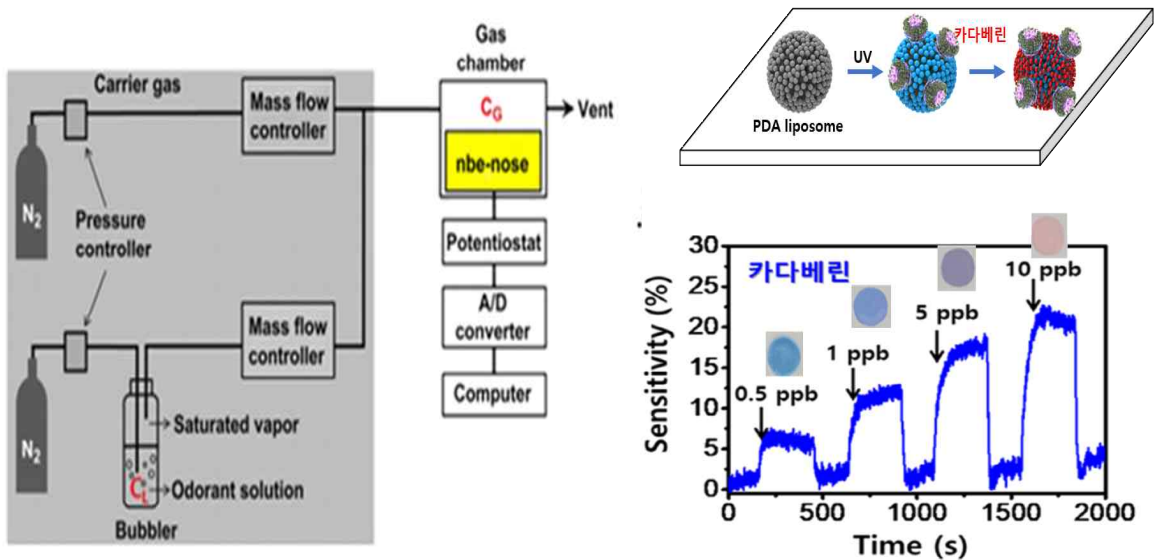 Carrier gas
Mass flow
controller
Gas
chamber
C_G
nbe-nose
Vent
N2
Pressure
controller
Potentiostat
A/D
converter
Computer
Mass flow
controller
N2
Saturated vapor
C_L
Odorant solution
Bubbler
PDA liposome
UV
카다베린
카다베린
Sensitivity (%)
30
25
20
15
10
5
0
0.5 ppb
1 ppb
5 ppb
10 ppb
0
500
1000
1500
2000
Time (s)